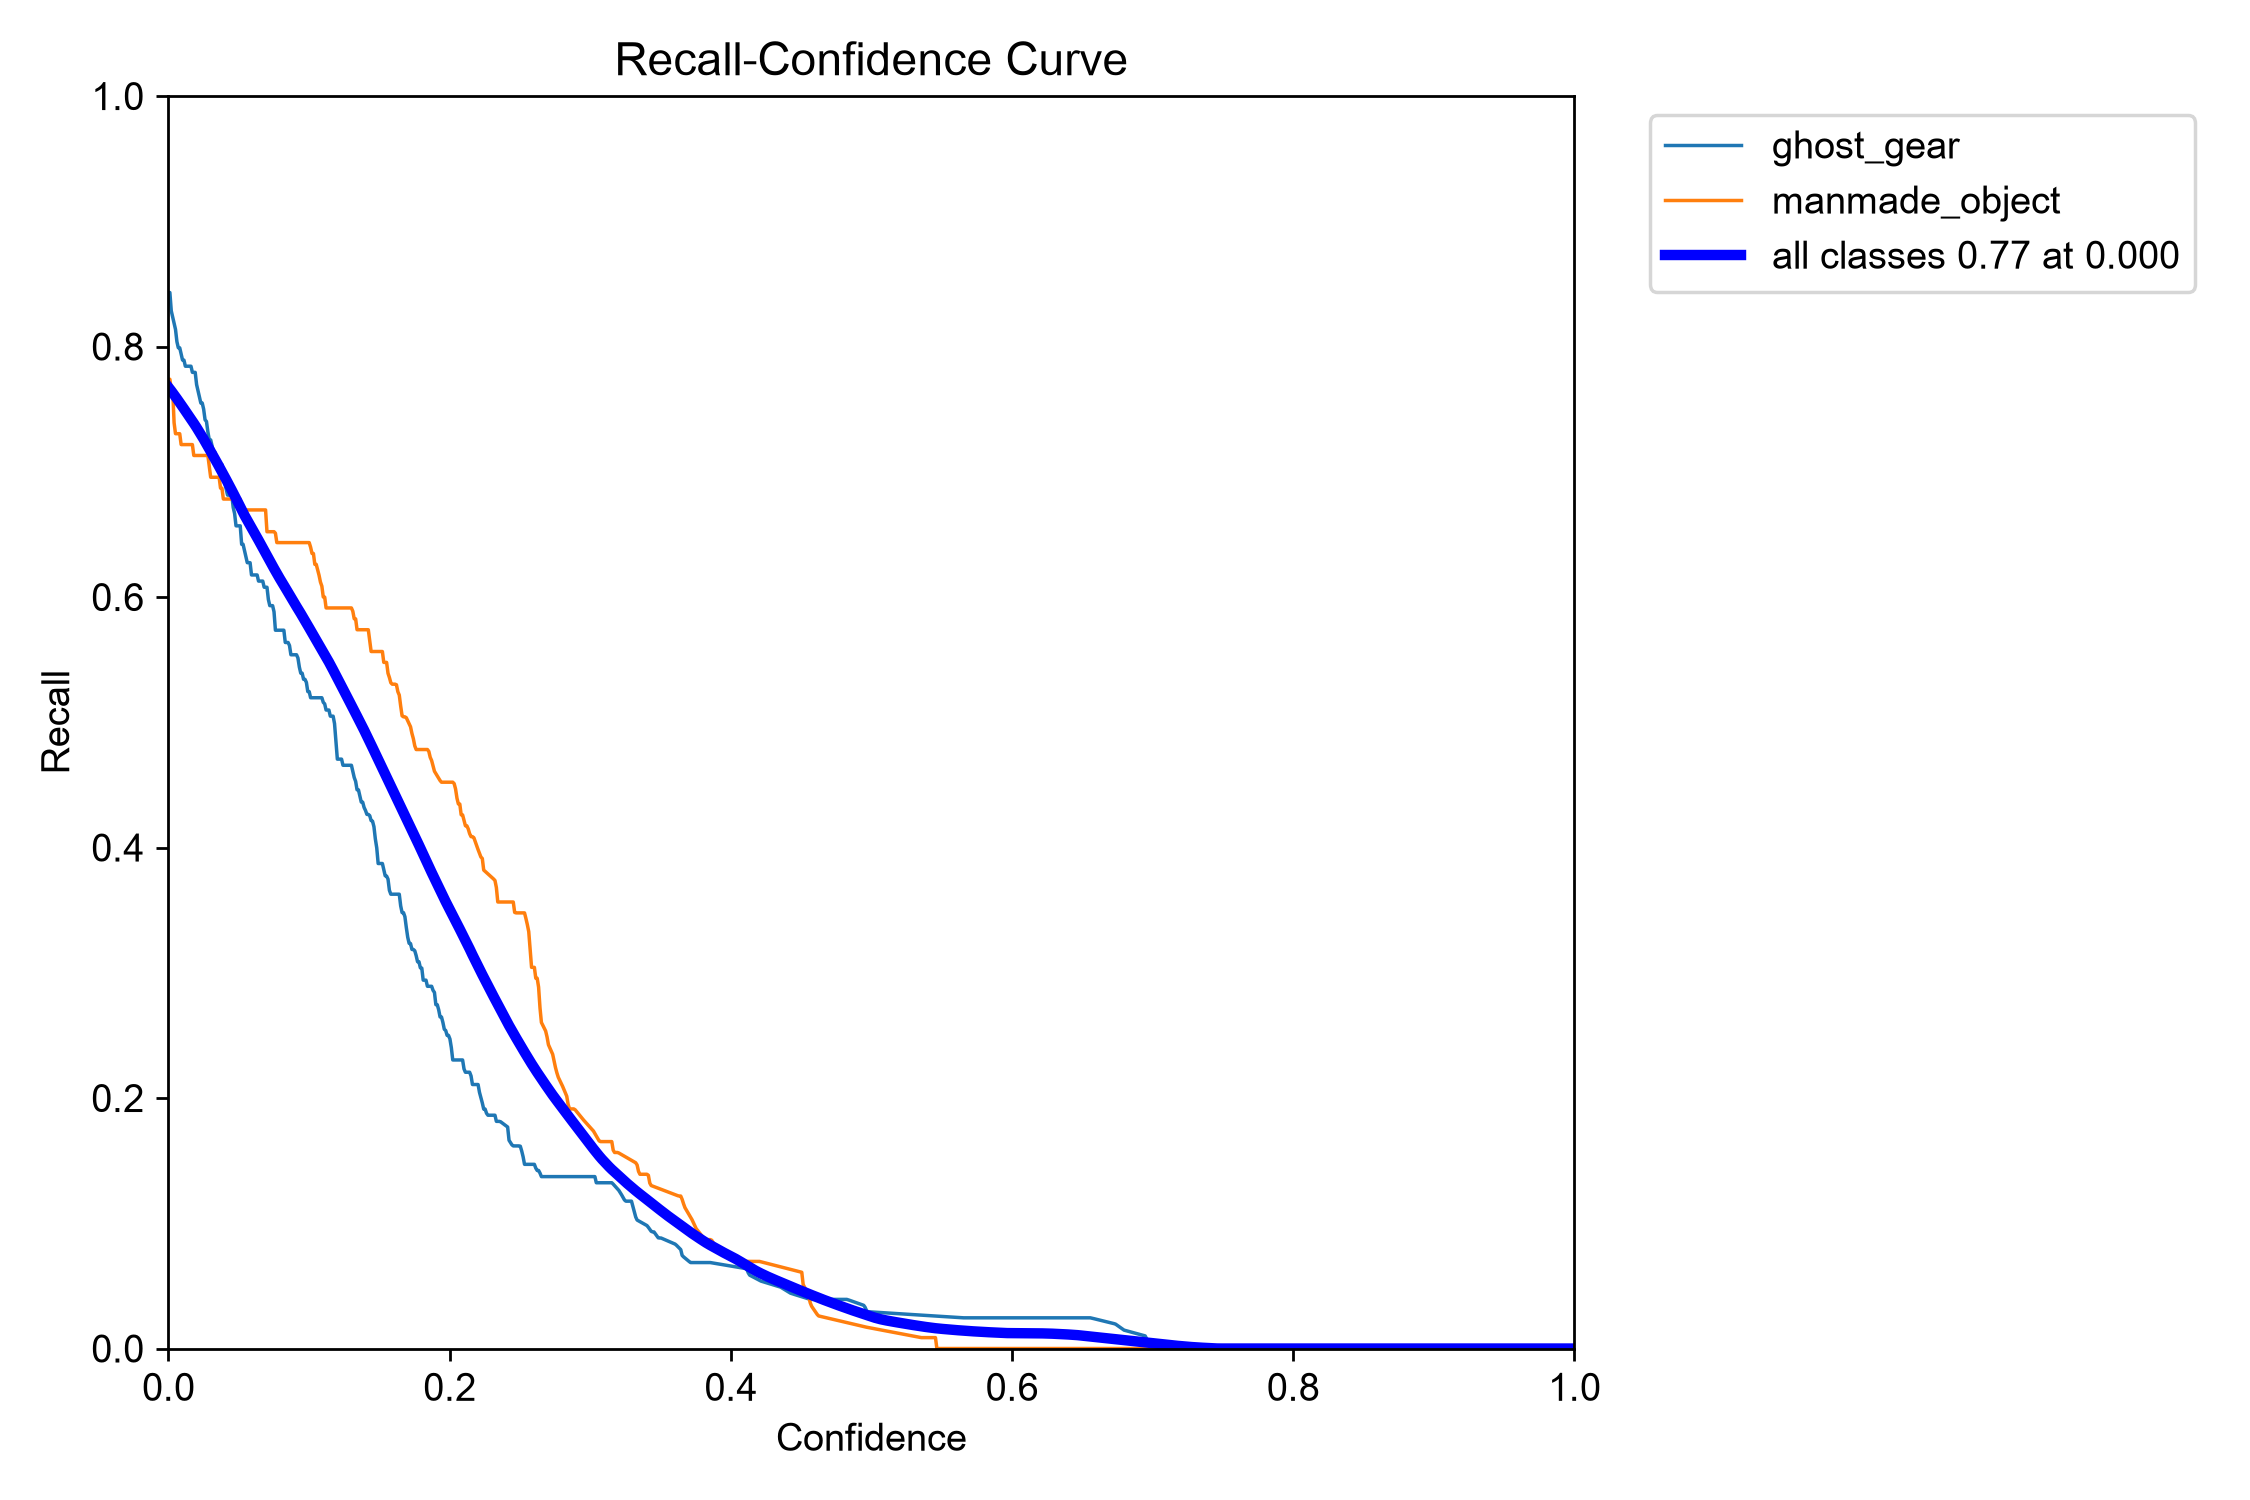 Recall-Confidence Curve
1.0
0.8
0.6
0.4
0.2
0.0
Recall
0.0 0.2 0.4 0.6 0.8 1.0
Confidence
ghost_gear
manmade_object
all classes 0.77 at 0.000